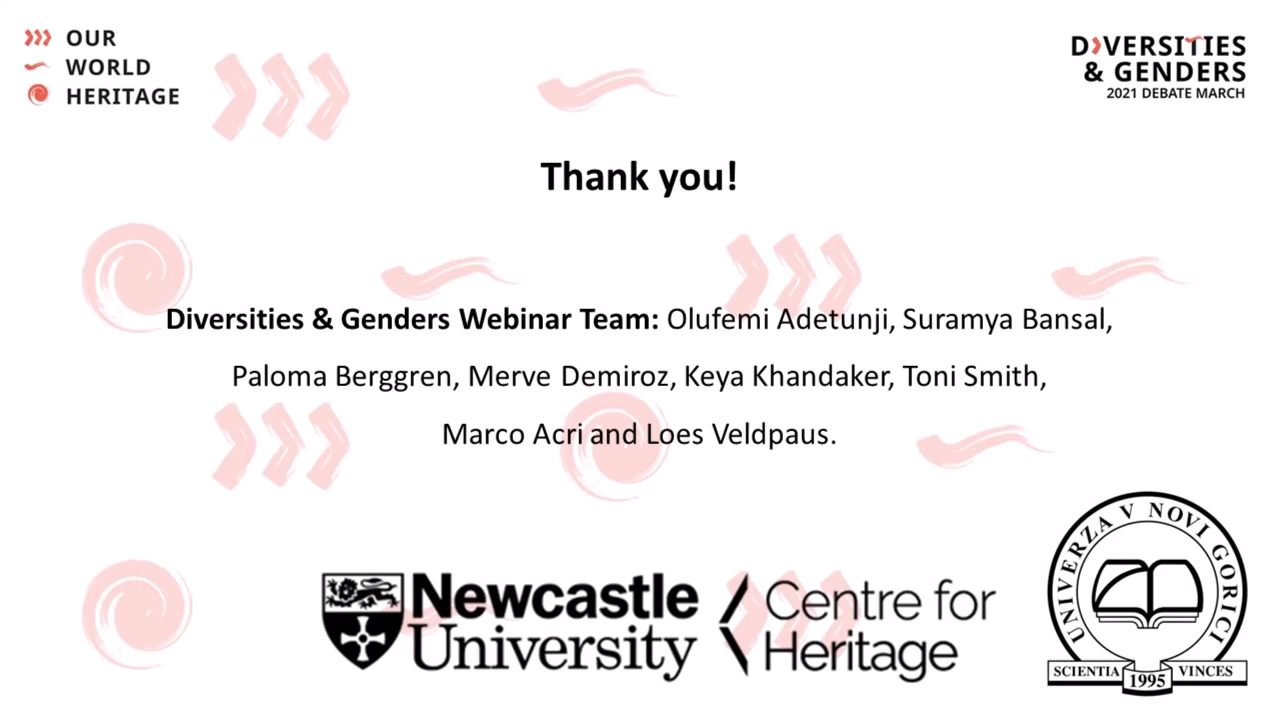 OUR
WORLD
HERITAGE
DIVERSITIES
& GENDERS
2021 DEBATE MARCH
Thank you!
Diversities & Genders Webinar Team: Olufemi Adetunji, Suramya Bansal,
Paloma Berggren, Merve Demiroz, Keya Khandaker, Toni Smith,
Marco Acri and Loes Veldpaus.
Newcastle
University
Centre for
Heritage
UNIVERZA V NOVI GORICI
SCIENTIA VINCES
1995